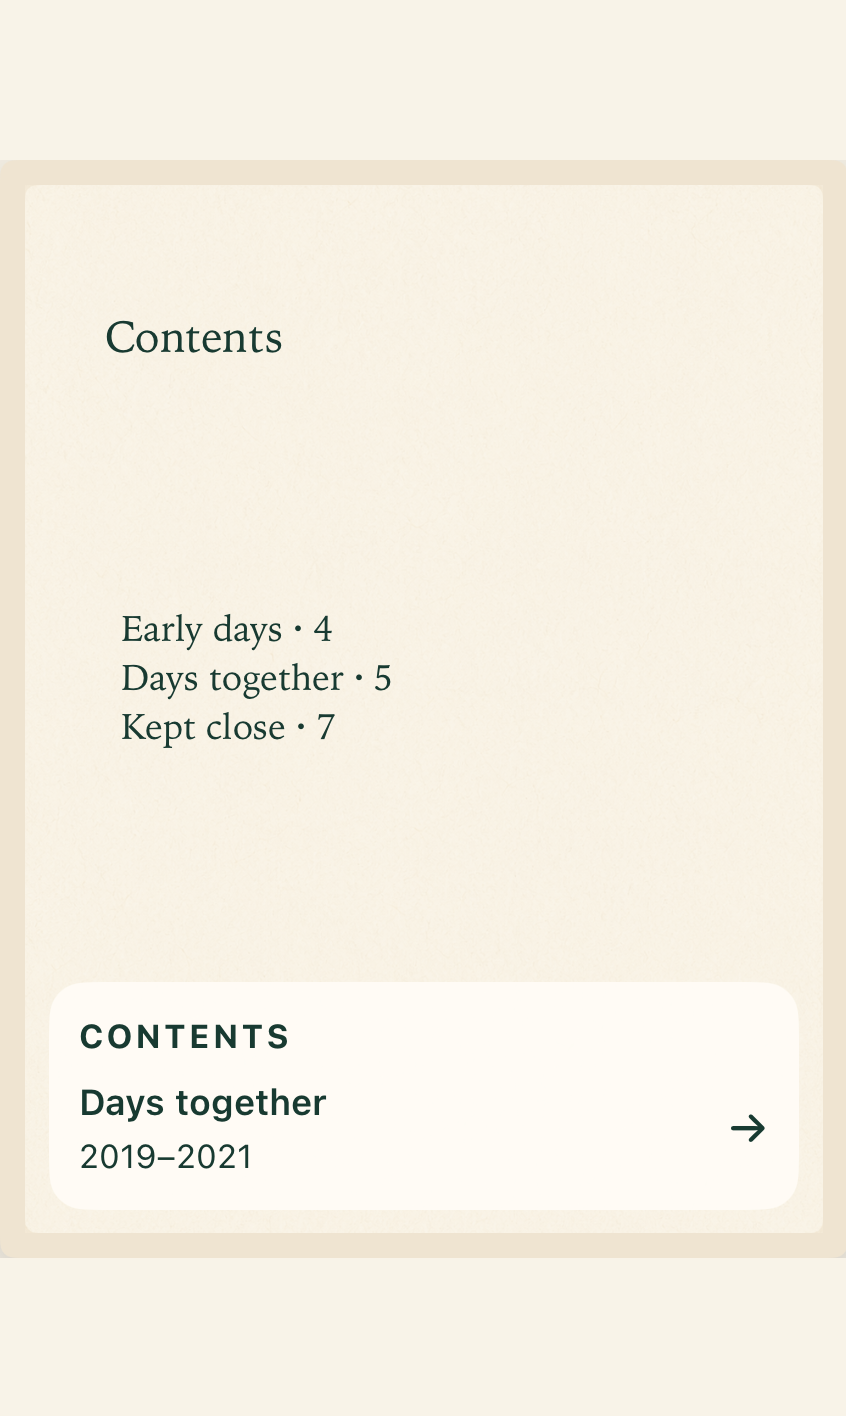 Contents
Early days · 4
Days together · 5
Kept close · 7
CONTENTS
Days together
2019–2021